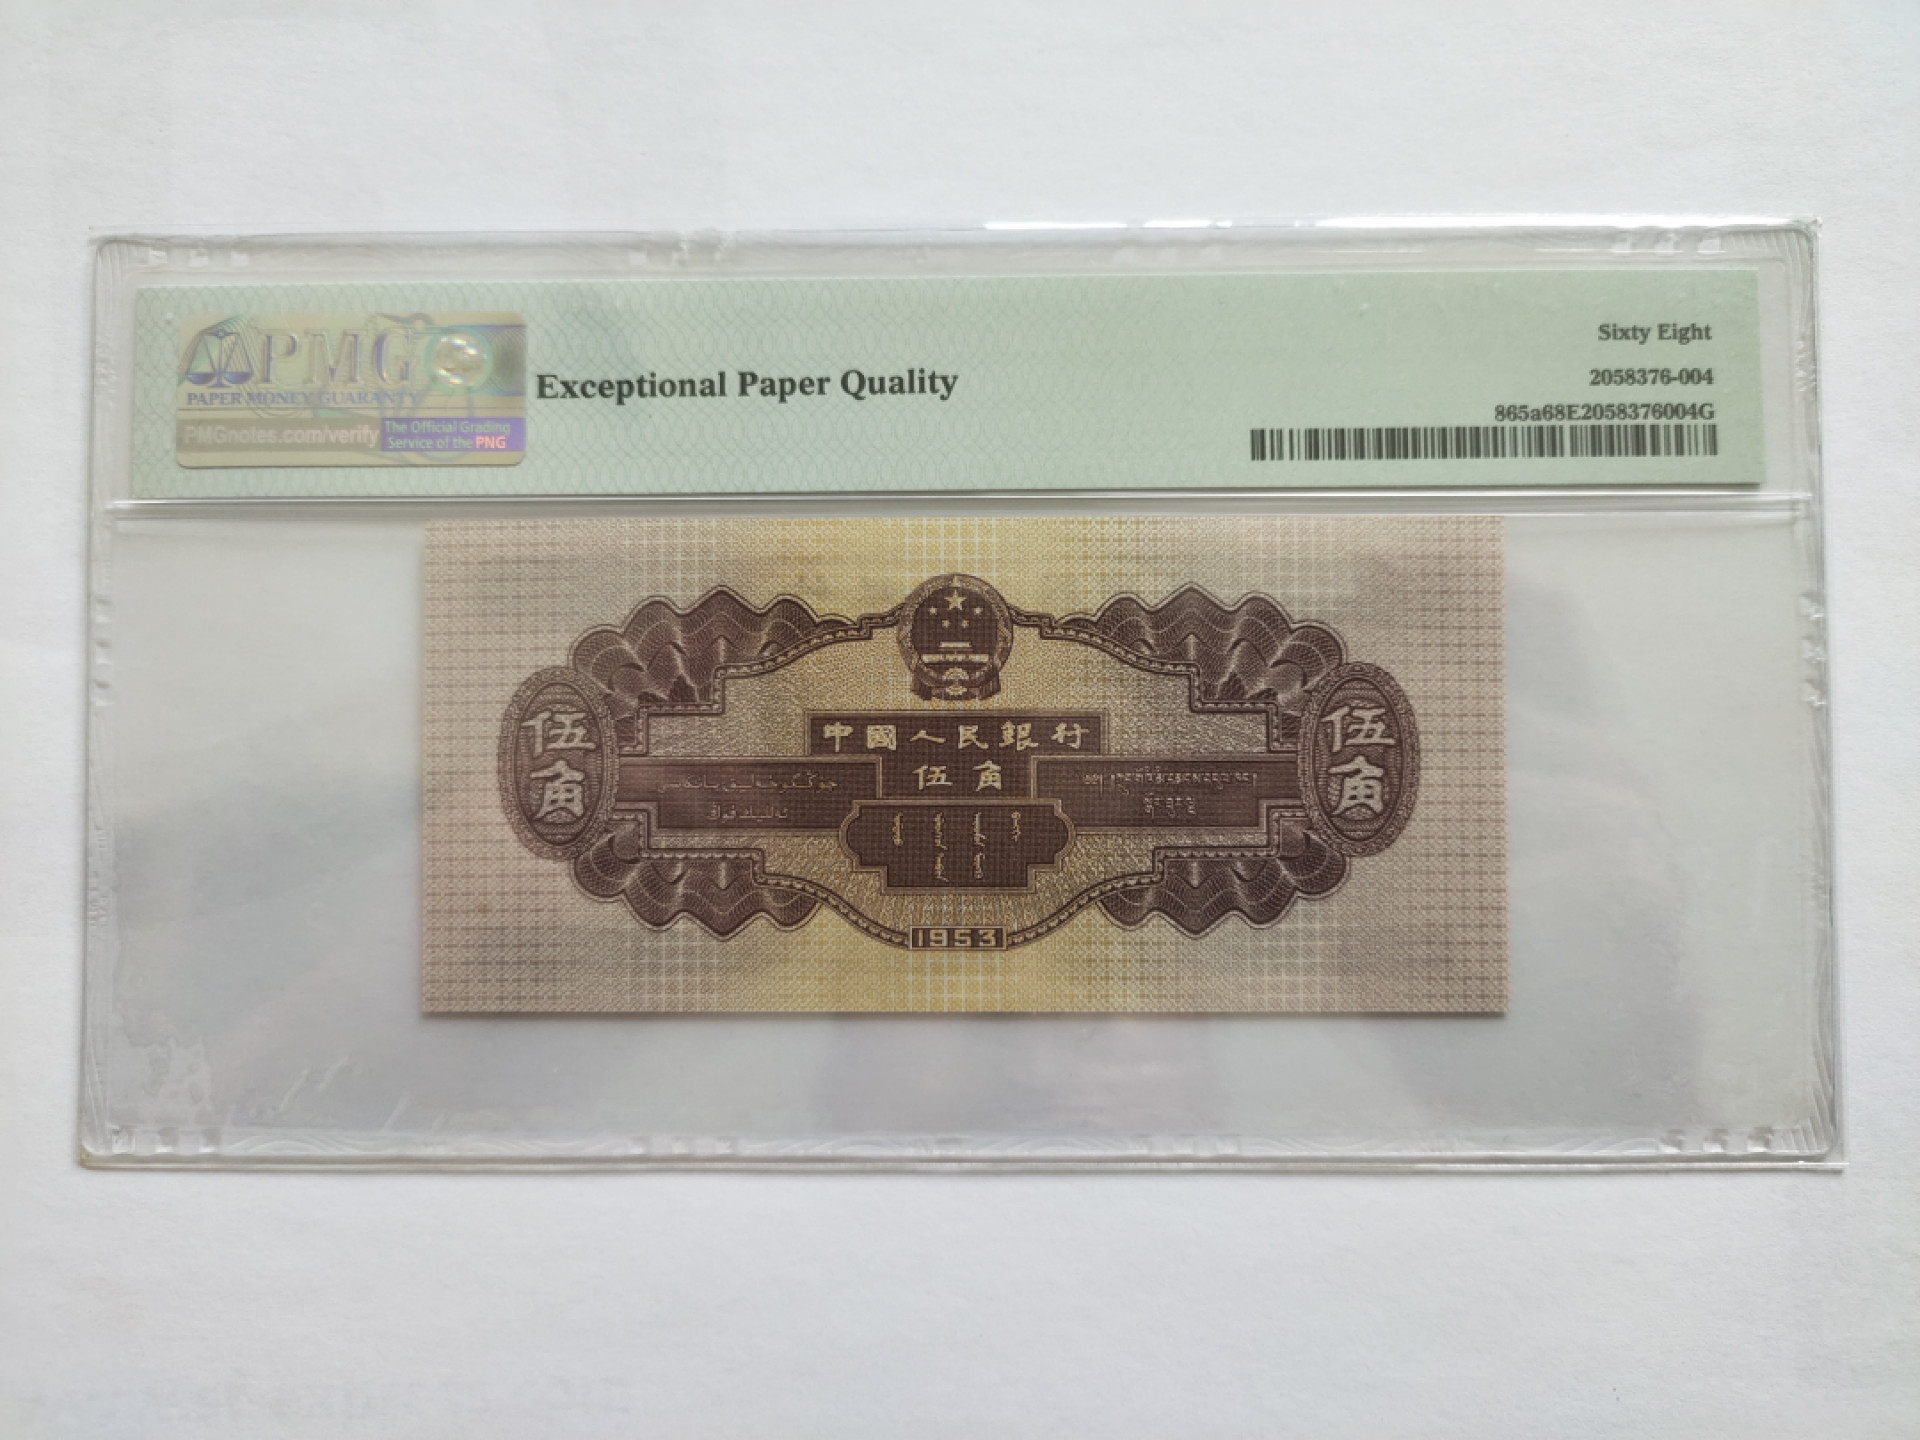 PMG
PAPER MONEY GUARANTY
PMGnotes.com/verify
The Official Grading
Service of the PNG
Exceptional Paper Quality
Sixty Eight
2058376-004
865a68E2058376004G
中國人民銀行
伍角
伍角
伍角
1953